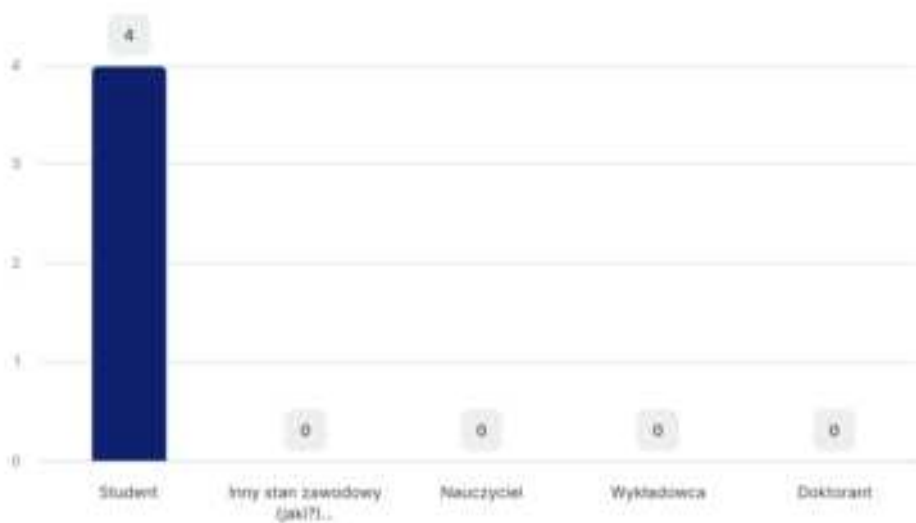 4
4
3
2
1
0
0
0
0
0
Student
Inny stan zawodowy
(jaki?)...
Nauczyciel
Wykładowca
Doktorant